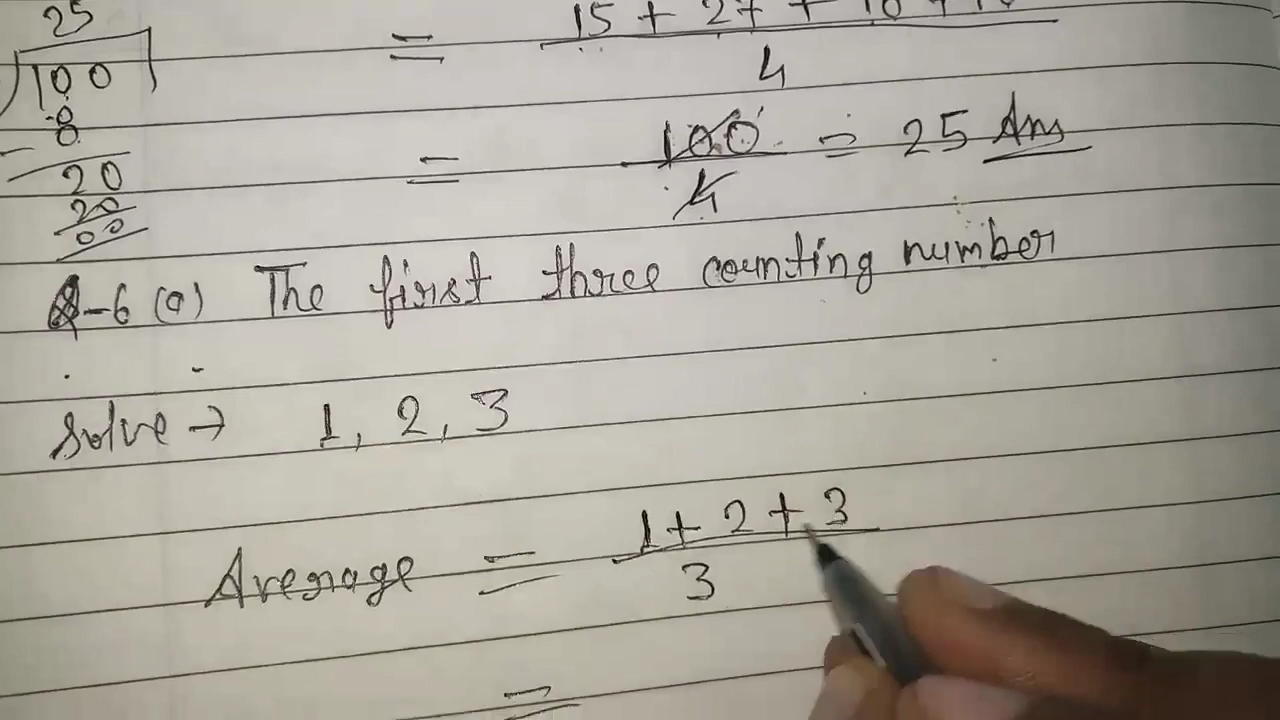 25
100
= 15 + 27 +
4
- 8
= 100 = 25 Ans
4
20
20
00
Q-6 (a) The first three counting number
Solve → 1, 2, 3
Average = 1 + 2 + 3
3
=